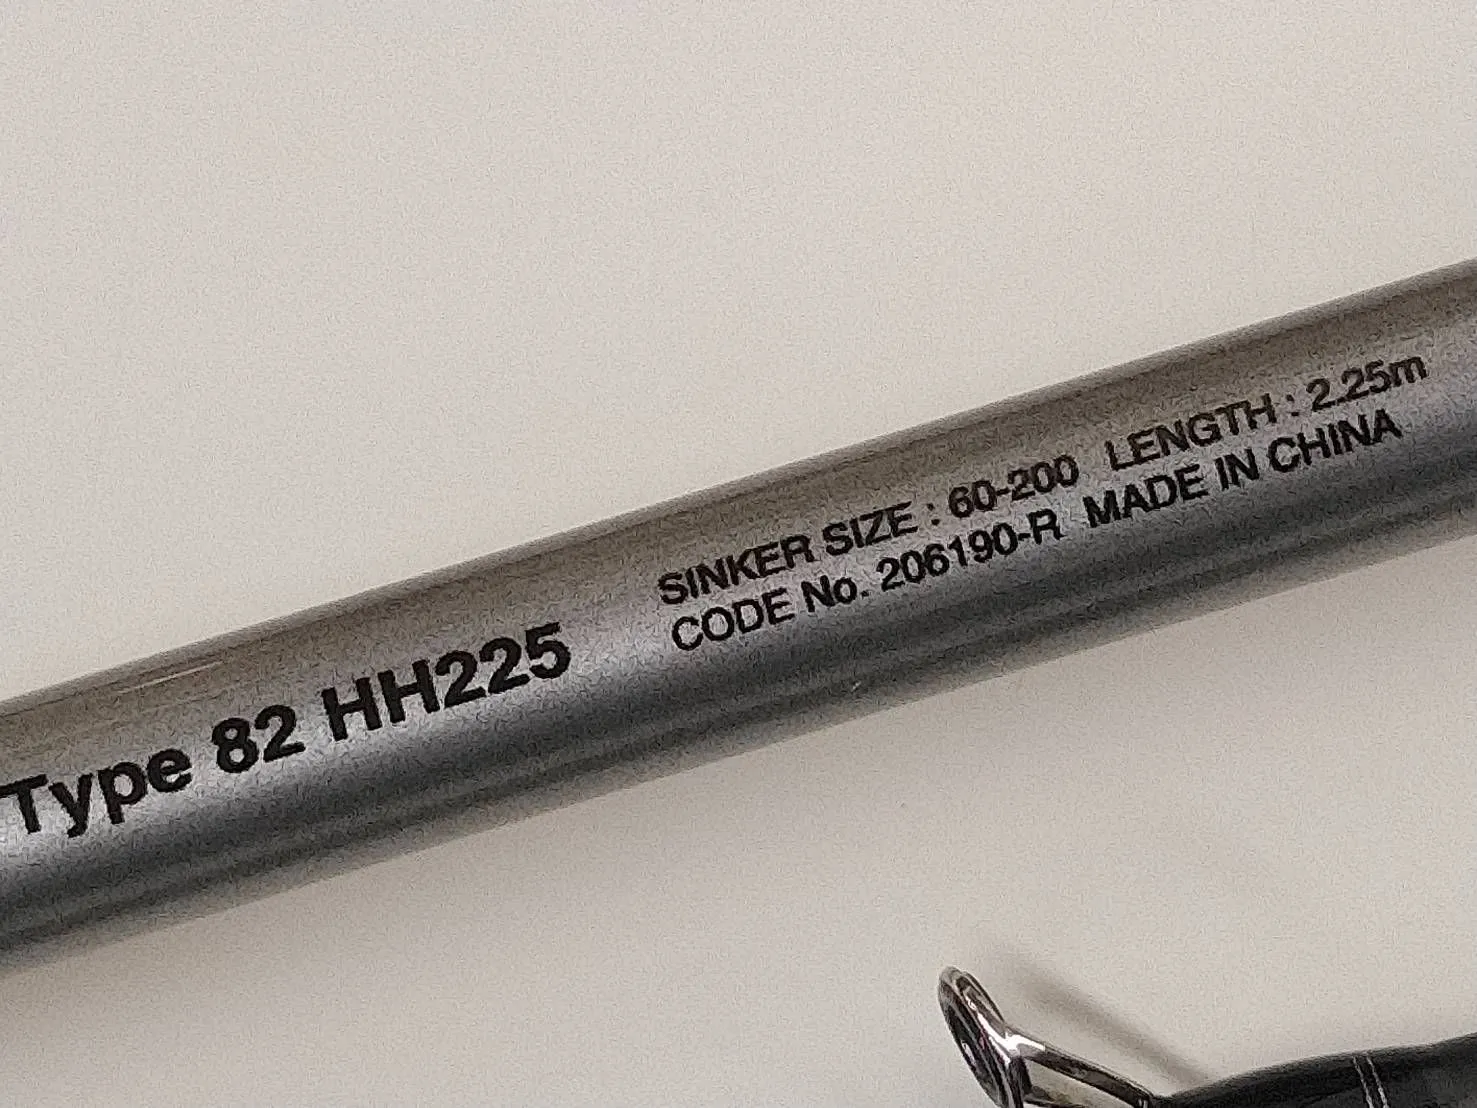 Type 82 HH225
SINKER SIZE : 60-200 LENGTH : 2.25m
CODE No. 206190-R MADE IN CHINA